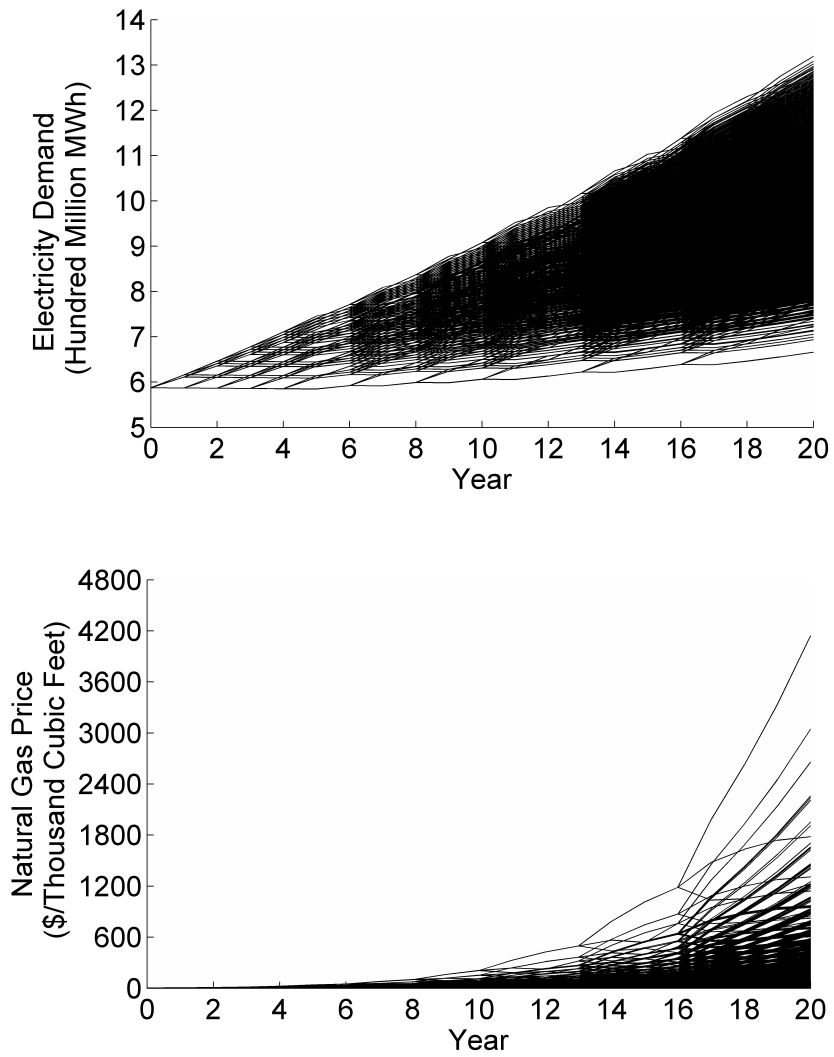 Electricity Demand
(Hundred Million MWh)
14
13
12
11
10
9
8
7
6
5
0 2 4 6 8 10 12 14 16 18 20
Year
Natural Gas Price
($/Thousand Cubic Feet)
4800
4200
3600
3000
2400
1800
1200
600
0
0 2 4 6 8 10 12 14 16 18 20
Year